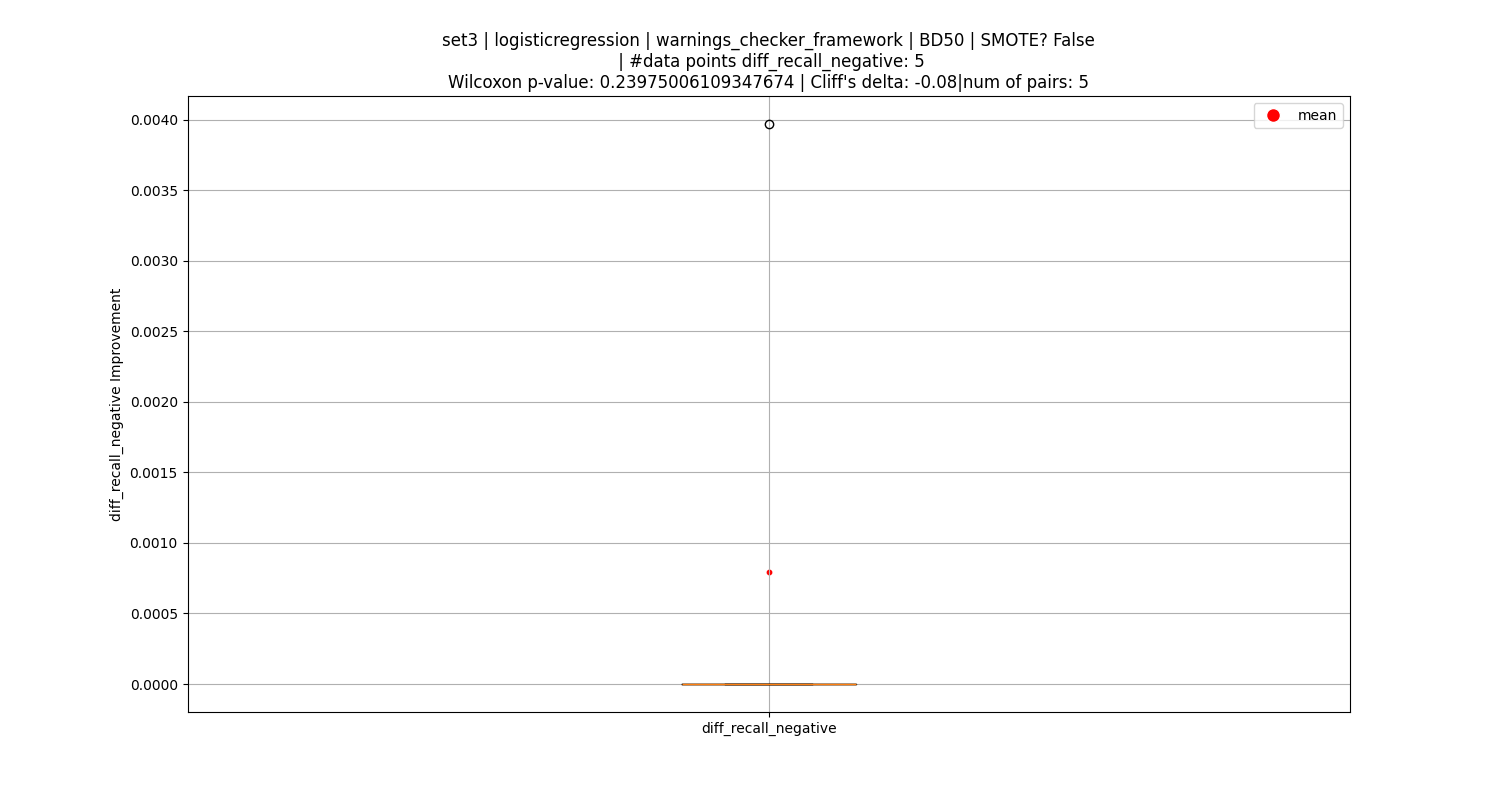 set3 | logisticregression | warnings_checker_framework | BD50 | SMOTE? False
| #data points diff_recall_negative: 5
Wilcoxon p-value: 0.23975006109347674 | Cliff's delta: -0.08|num of pairs: 5
mean
0.0040
0.0035
0.0030
0.0025
0.0020
0.0015
0.0010
0.0005
0.0000
diff_recall_negative Improvement
diff_recall_negative